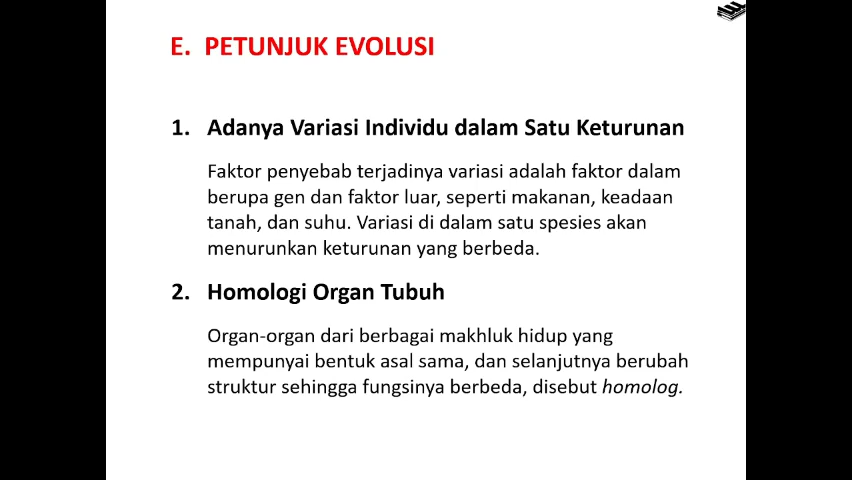 E. PETUNJUK EVOLUSI
1. Adanya Variasi Individu dalam Satu Keturunan
Faktor penyebab terjadinya variasi adalah faktor dalam
berupa gen dan faktor luar, seperti makanan, keadaan
tanah, dan suhu. Variasi di dalam satu spesies akan
menurunkan keturunan yang berbeda.
2. Homologi Organ Tubuh
Organ-organ dari berbagai makhluk hidup yang
mempunyai bentuk asal sama, dan selanjutnya berubah
struktur sehingga fungsinya berbeda, disebut homolog.